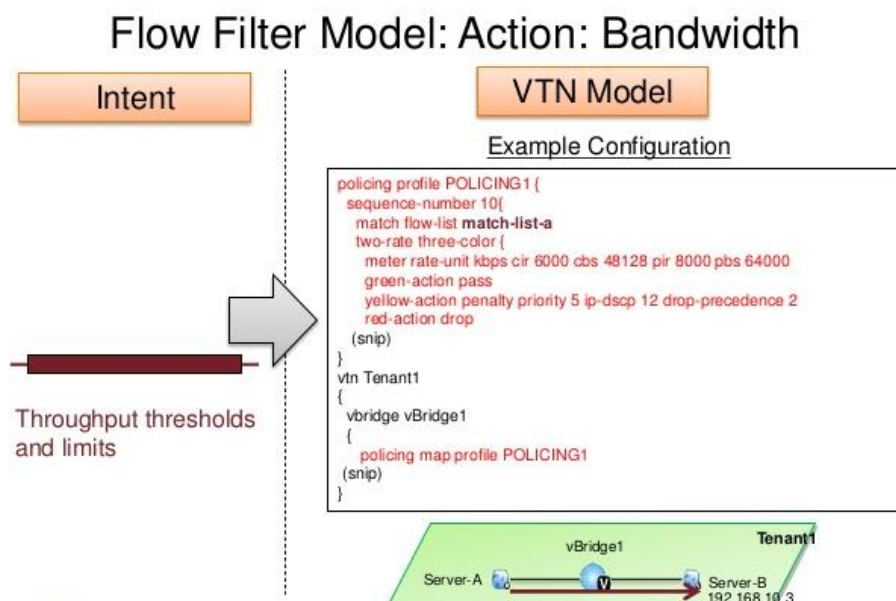 Flow Filter Model: Action: Bandwidth
Intent
VTN Model
Example Configuration
policing profile POLICING1 {
sequence-number 10{
match flow-list match-list-a
two-rate three-color {
meter rate-unit kbps cir 6000 cbs 48128 pir 8000 pbs 64000
green-action pass
yellow-action penalty priority 5 ip-dscp 12 drop-precedence 2
red-action drop
(snip)
}
vtn Tenant1
{
vbridge vBridge1
{
policing map profile POLICING1
(snip)
}
Throughput thresholds
and limits
Tenant1
vBridge1
Server-A
V
Server-B
192.168.10.3